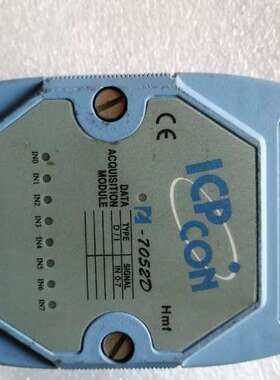 ICP
CON
CE
I-7052D
DATA
ACQUISITION
MODULE
TYPE
SIGNAL
D / I
IN 0-7
Hmt
IN0
IN1
IN2
IN3
IN4
IN5
IN6
IN7